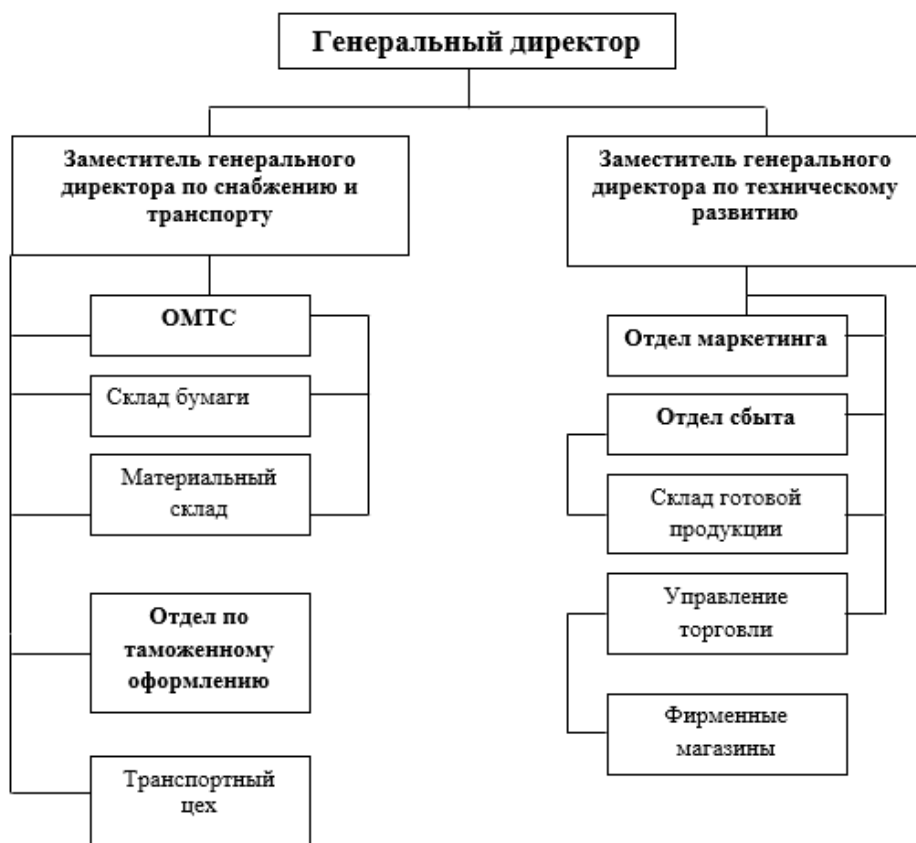 Генеральный директор
Заместитель генерального
директора по снабжению и
транспорту
ОМТС
Склад бумаги
Материальный
склад
Отдел по
таможенному
оформлению
Транспортный
цех
Заместитель генерального
директора по техническому
развитию
Отдел маркетинга
Отдел сбыта
Склад готовой
продукции
Управление
торговли
Фирменные
магазины